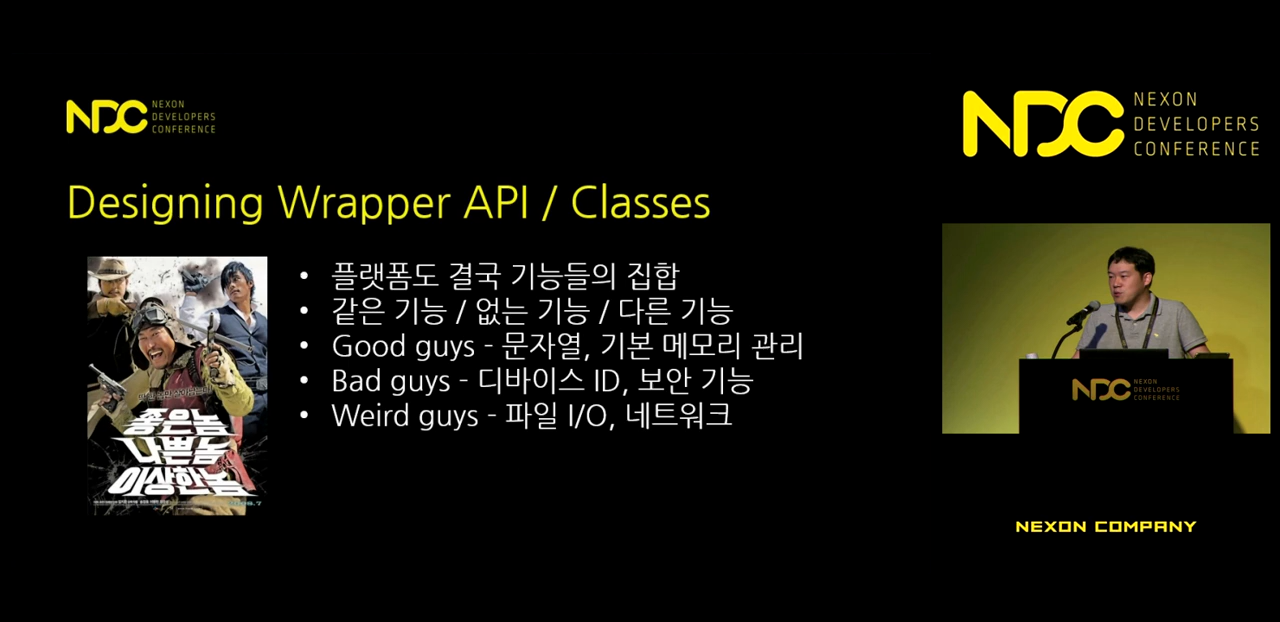 NDC NEXON
DEVELOPERS
CONFERENCE
NDC NEXON
DEVELOPERS
CONFERENCE
Designing Wrapper API / Classes
• 플랫폼도 결국 기능들의 집합
• 같은 기능 / 없는 기능 / 다른 기능
• Good guys - 문자열, 기본 메모리 관리
• Bad guys - 디바이스 ID, 보안 기능
• Weird guys - 파일 I/O, 네트워크
좋은놈
나쁜놈
이상한놈
NDC NEXON
DEVELOPERS
CONFERENCE
NEXON COMPANY